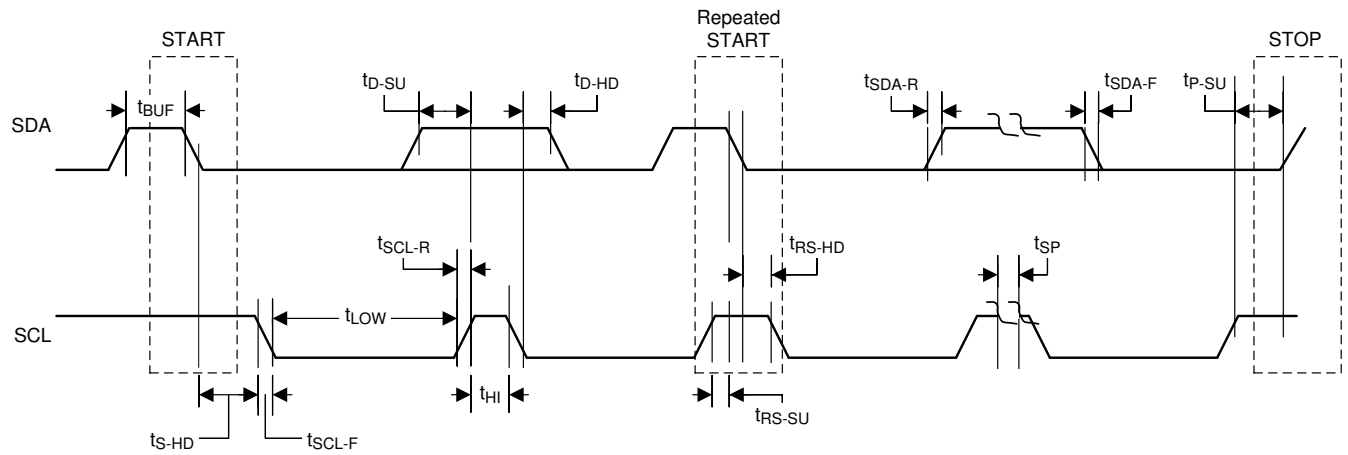 START
Repeated
START
STOP
tBUF
tD-SU
tD-HD
tSDA-R
tSDA-F
tP-SU
SDA
tSCL-R
tRS-HD
tSP
tLOW
SCL
tHI
tRS-SU
tS-HD
tSCL-F